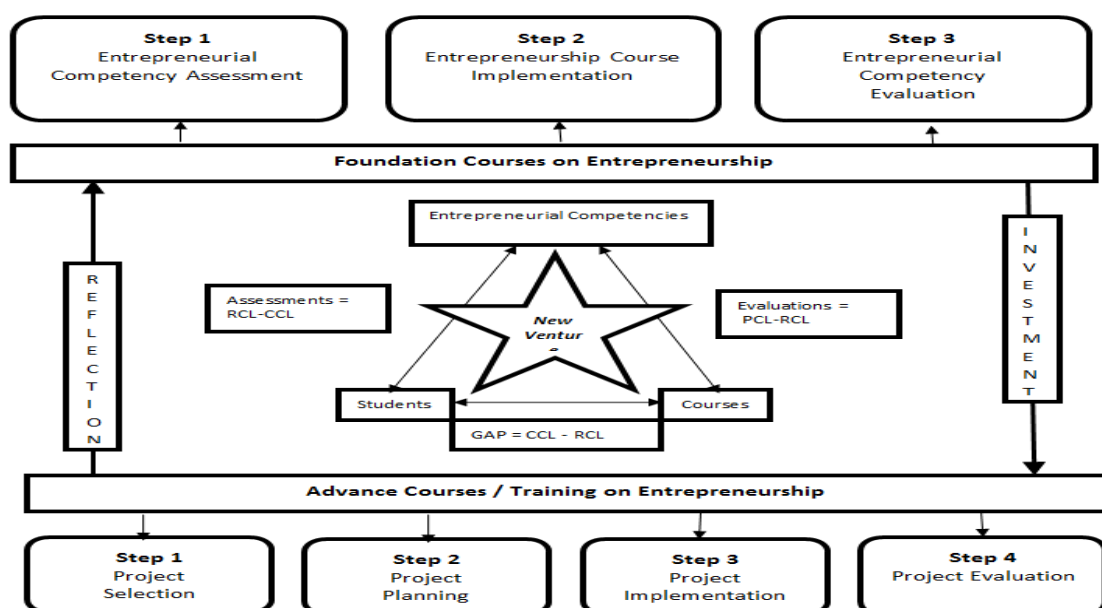 Step 1
Entrepreneurial
Competency Assessment
Step 2
Entrepreneurship Course
Implementation
Step 3
Entrepreneurial
Competency
Evaluation
Foundation Courses on Entrepreneurship
Entrepreneurial Competencies
REFLECTION
Assessments =
RCL-CCL
New
Ventur
e
Evaluations =
PCL-RCL
INVESTMENT
Students
Courses
GAP = CCL - RCL
Advance Courses / Training on Entrepreneurship
Step 1
Project
Selection
Step 2
Project
Planning
Step 3
Project
Implementation
Step 4
Project Evaluation